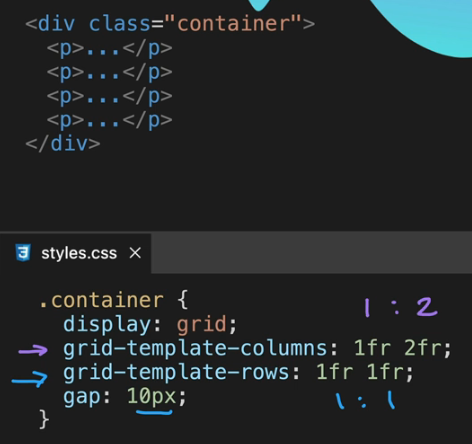 <div class="container">
<p>...</p>
<p>...</p>
<p>...</p>
<p>...</p>
</div>
styles.css ×
.container {
display: grid;
1 : 2
grid-template-columns: 1fr 2fr;
grid-template-rows: 1fr 1fr;
gap: 10px;
1 : 1
}